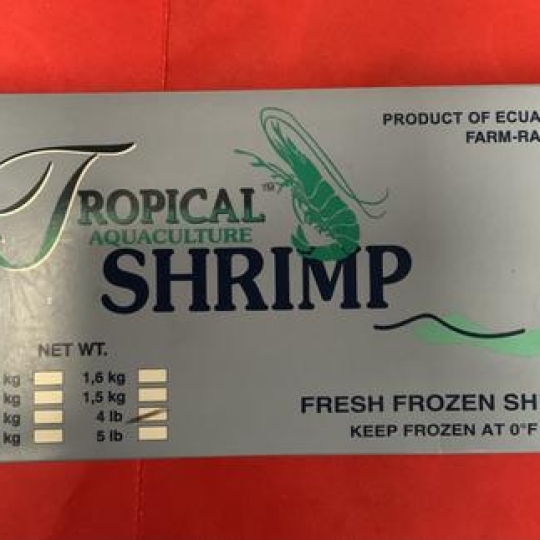 PRODUCT OF ECUA
FARM-RA
TROPICAL™
AQUACULTURE
SHRIMP
NET WT.
kg 1,6 kg
kg 1,5 kg
kg 4 lb
kg 5 lb
FRESH FROZEN SH
KEEP FROZEN AT 0°F